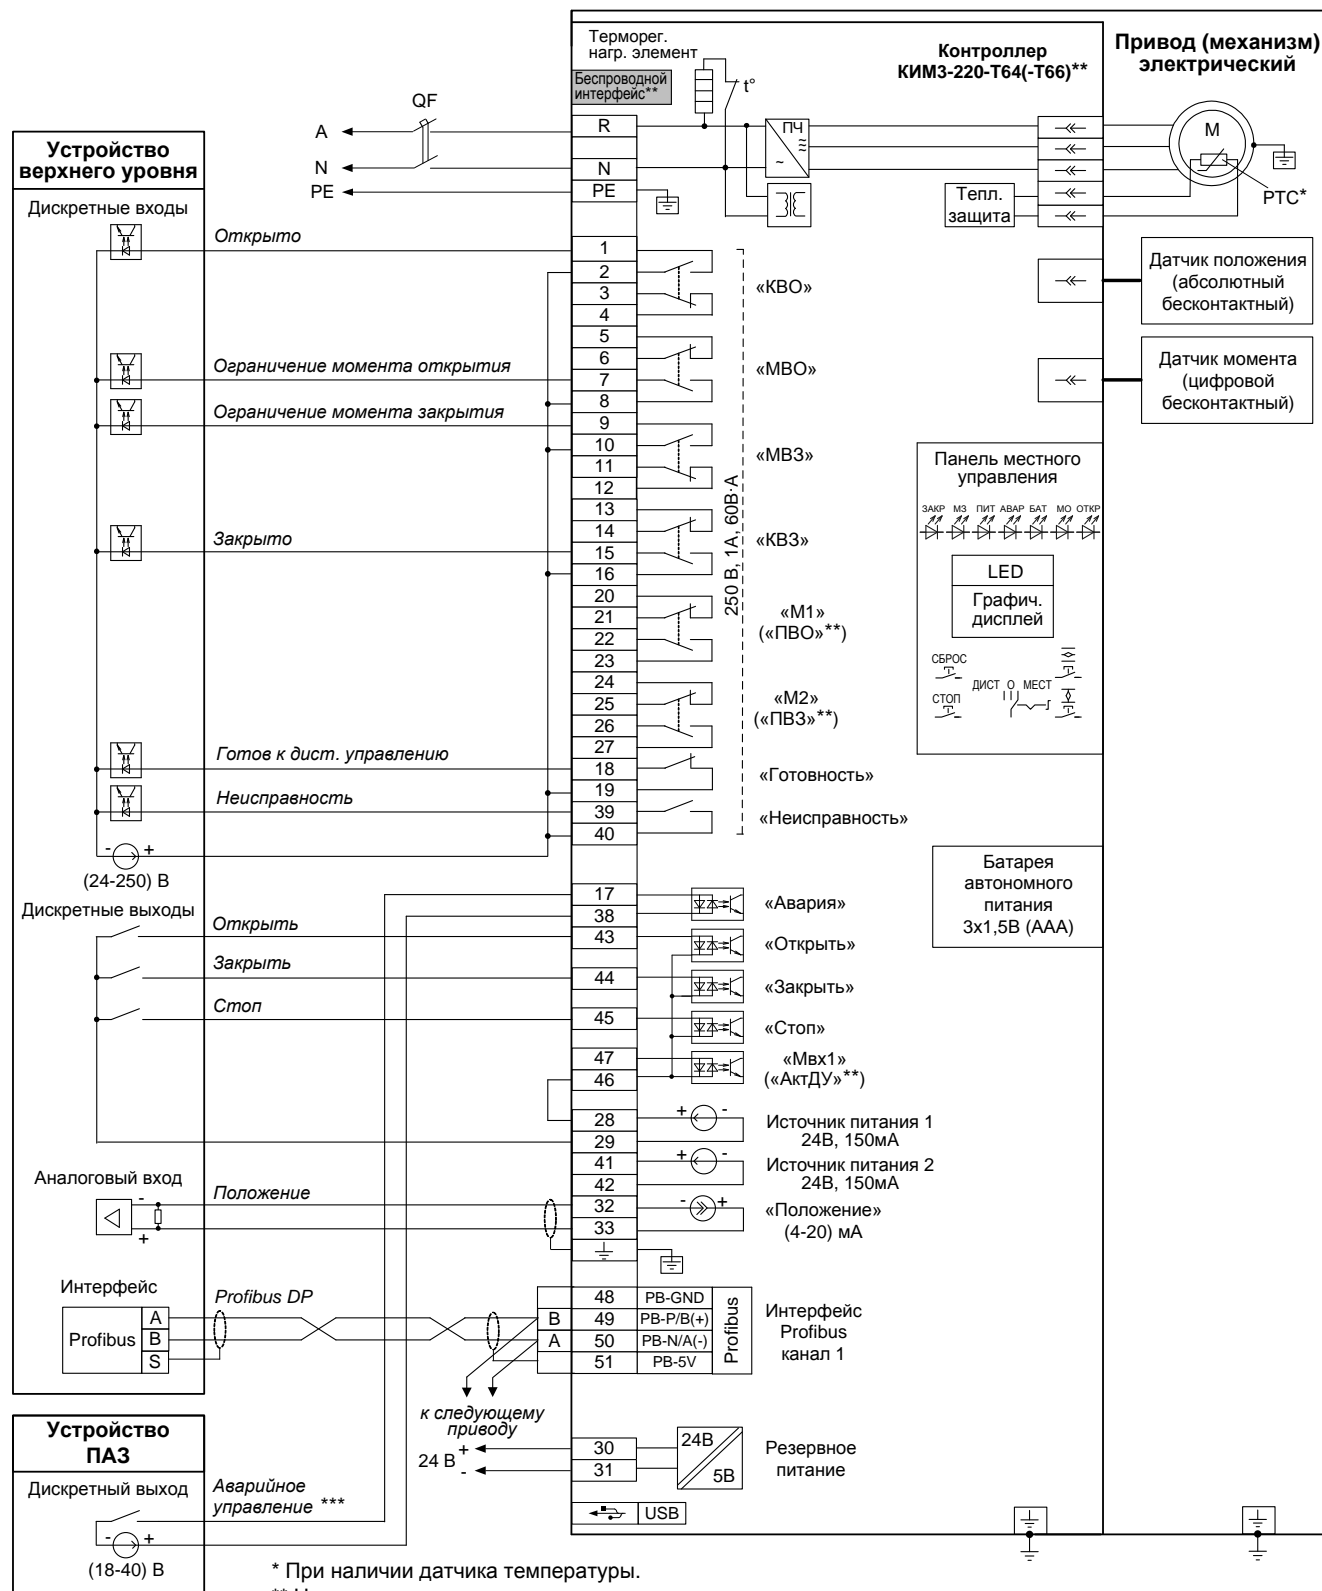 Терморег.
нагр. элемент
Беспроводной
интерфейс**
Контроллер
КИМ3-220-Т64(-Т66)**
Привод (механизм)
электрический
t°
QF
A
N
PE
R
N
PE
ПЧ
≈
~
M
PTC*
Тепл.
защита
Устройство
верхнего уровня
Дискретные входы
Открыто
Ограничение момента открытия
Ограничение момента закрытия
Закрыто
Готов к дист. управлению
Неисправность
- +
(24-250) В
1
2
3
4
5
6
7
8
9
10
11
12
13
14
15
16
20
21
22
23
24
25
26
27
18
19
39
40
«КВО»
«МВО»
«МВЗ»
«КВЗ»
«М1»
(«ПВО»**)
«М2»
(«ПВЗ»**)
«Готовность»
«Неисправность»
250 В, 1А, 60В·А
Датчик положения
(абсолютный
бесконтактный)
Датчик момента
(цифровой
бесконтактный)
Панель местного
управления
ЗАКР МЗ ПИТ АВАР БАТ МО ОТКР
LED
Графич.
дисплей
СБРОС
СТОП
ДИСТ О МЕСТ
Батарея
автономного
питания
3х1,5В (ААА)
Дискретные выходы
Открыть
Закрыть
Стоп
17
38
43
44
45
47
46
28
29
41
42
32
33
«Авария»
«Открыть»
«Закрыть»
«Стоп»
«Мвх1»
(«АктДУ»**)
+ -
Источник питания 1
24В, 150мА
+ -
Источник питания 2
24В, 150мА
- +
«Положение»
(4-20) мА
Аналоговый вход
-
+
Положение
Интерфейс
Profibus
A
B
S
Profibus DP
B
A
48 PB-GND
49 PB-P/B(+)
50 PB-N/A(-)
51 PB-5V
Profibus
Интерфейс
Profibus
канал 1
к следующему
приводу
24 В
+
-
30
31
24В
5В
Резервное
питание
USB
Устройство
ПАЗ
Дискретный выход
Аварийное
управление ***
- +
(18-40) В
* При наличии датчика температуры.